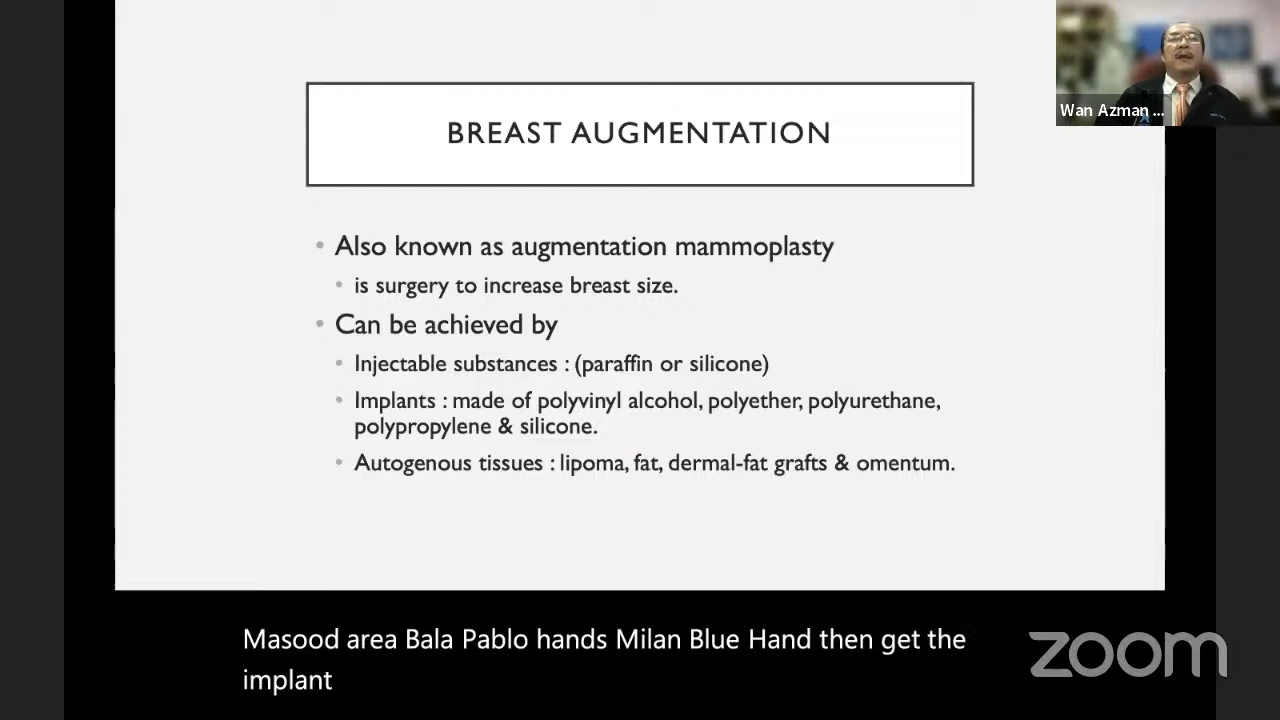 BREAST AUGMENTATION
Wan Azman ...
• Also known as augmentation mammoplasty
• is surgery to increase breast size.
• Can be achieved by
• Injectable substances : (paraffin or silicone)
• Implants : made of polyvinyl alcohol, polyether, polyurethane,
polypropylene & silicone.
• Autogenous tissues : lipoma, fat, dermal-fat grafts & omentum.
Masood area Bala Pablo hands Milan Blue Hand then get the
implant
zoom